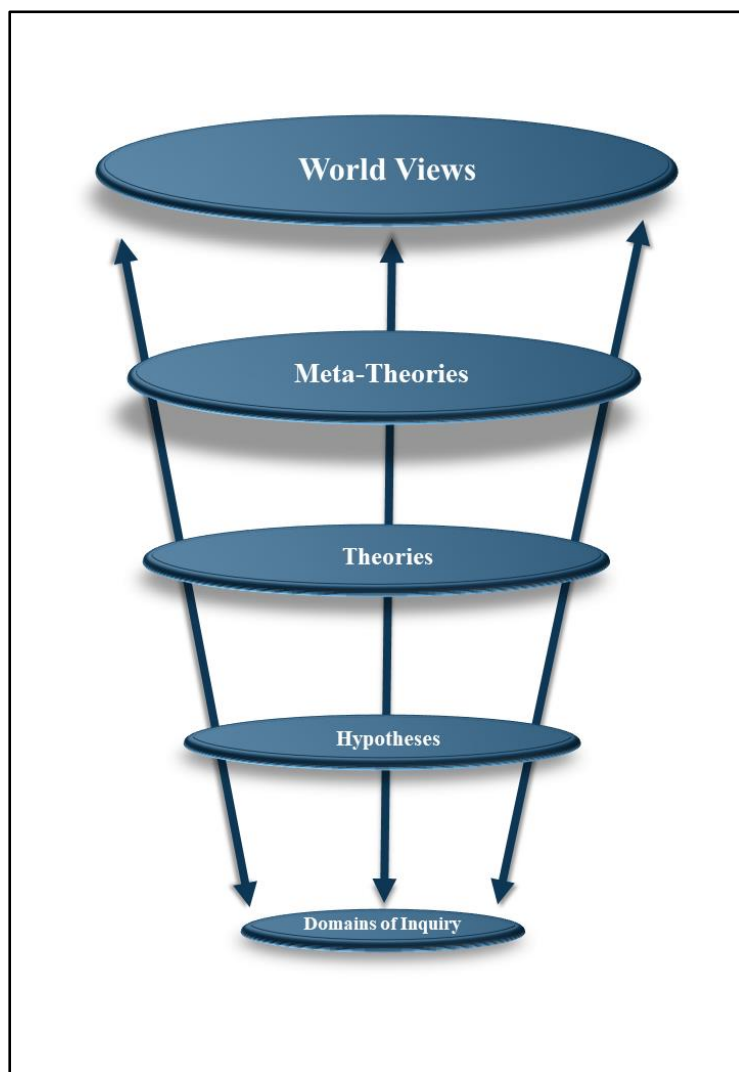 World Views
Meta-Theories
Theories
Hypotheses
Domains of Inquiry